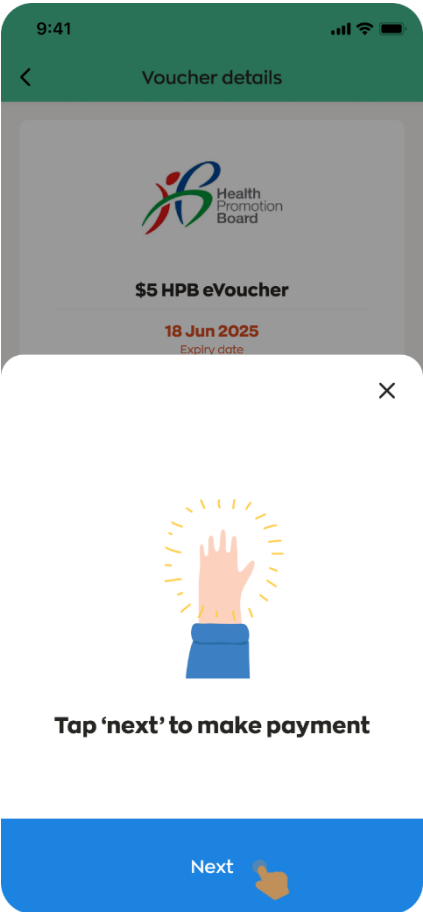 9:41
Voucher details
Health
Promotion
Board
$5 HPB eVoucher
18 Jun 2025
Expiry date
Tap ‘next’ to make payment
Next